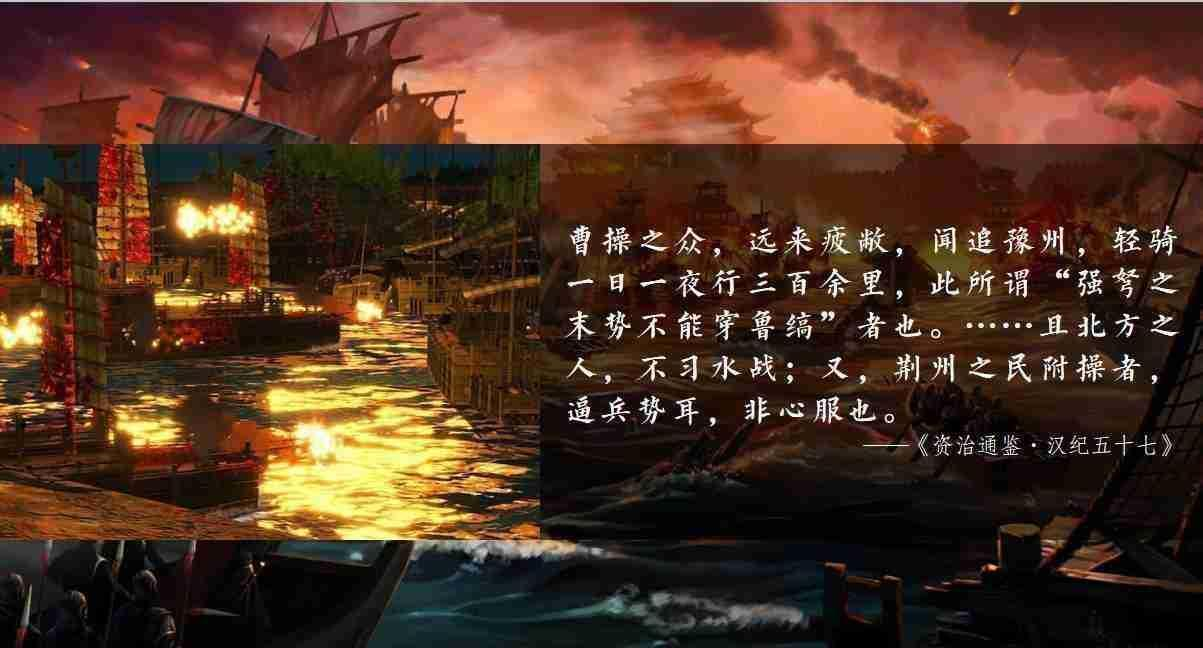 曹操之众，远来疲敝，闻追豫州，轻骑
一日一夜行三百余里，此所谓“强弩之
末势不能穿鲁缟”者也。……且北方之
人，不习水战；又，荆州之民附操者，
逼兵势耳，非心服也。
——《资治通鉴·汉纪五十七》